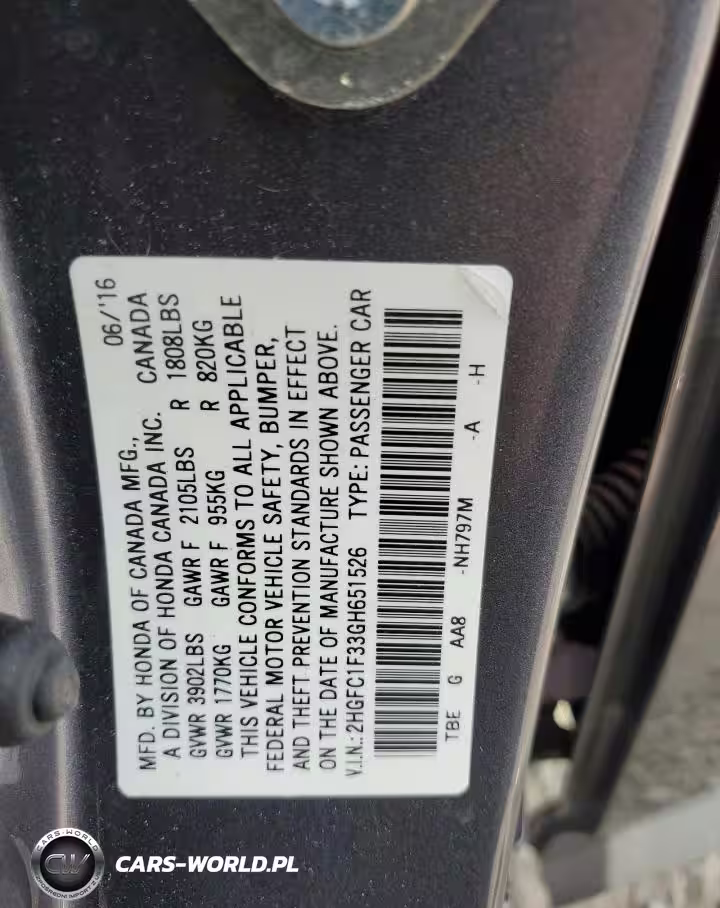 MFD. BY HONDA OF CANADA MFG., 06/'16
A DIVISION OF HONDA CANADA INC. CANADA
GVWR 3902LBS GAWR F 2105LBS R 1808LBS
GVWR 1770KG GAWR F 955KG R 820KG
THIS VEHICLE CONFORMS TO ALL APPLICABLE
FEDERAL MOTOR VEHICLE SAFETY, BUMPER,
AND THEFT PREVENTION STANDARDS IN EFFECT
ON THE DATE OF MANUFACTURE SHOWN ABOVE.
V.I.N.: 2HGFC1F33GH651526 TYPE: PASSENGER CAR
TBE G AA8 -NH797M -A -H
CARS-WORLD
CW
CARS-WORLD.PL